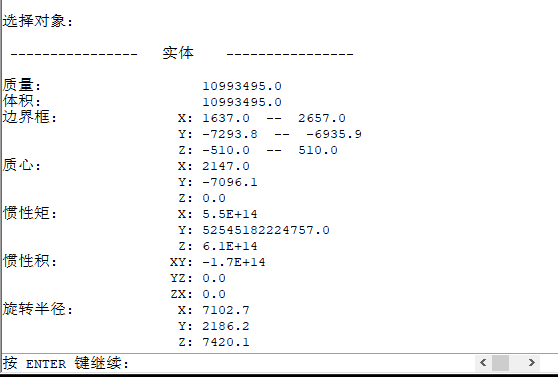 选择对象:
---------------- 实体 ----------------
质量: 10993495.0
体积: 10993495.0
边界框: X: 1637.0 -- 2657.0
Y: -7293.8 -- -6935.9
Z: -510.0 -- 510.0
质心: X: 2147.0
Y: -7096.1
Z: 0.0
惯性矩: X: 5.5E+14
Y: 52545182224757.0
Z: 6.1E+14
惯性积: XY: -1.7E+14
YZ: 0.0
ZX: 0.0
旋转半径: X: 7102.7
Y: 2186.2
Z: 7420.1
按 ENTER 键继续: